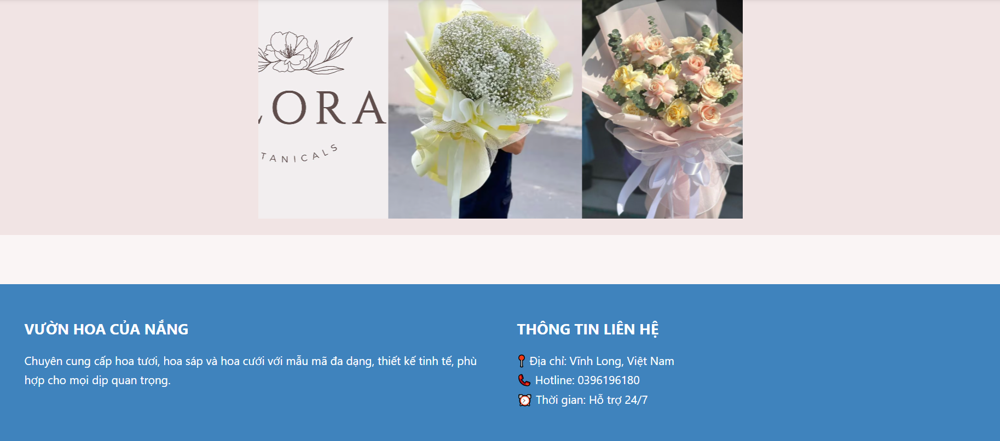 LORA
TANICALS
VƯỜN HOA CỦA NẮNG
Chuyên cung cấp hoa tươi, hoa sáp và hoa cưới với mẫu mã đa dạng, thiết kế tinh tế, phù
hợp cho mọi dịp quan trọng.
THÔNG TIN LIÊN HỆ
Địa chỉ: Vĩnh Long, Việt Nam
Hotline: 0396196180
Thời gian: Hỗ trợ 24/7